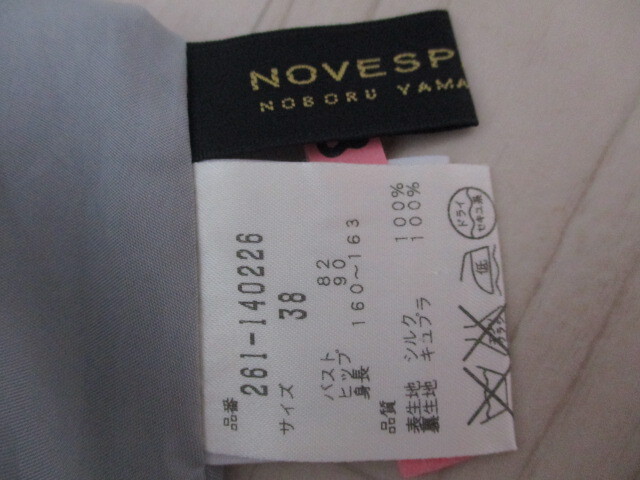 NOVESP
NOBORU YAMA
品番 261-140226
サイズ 38
バスト 82
ヒップ 90
身長 160～163
品質
表生地 シルク 100%
裏生地 キュプラ 100%
ドライ
セキユ系
低